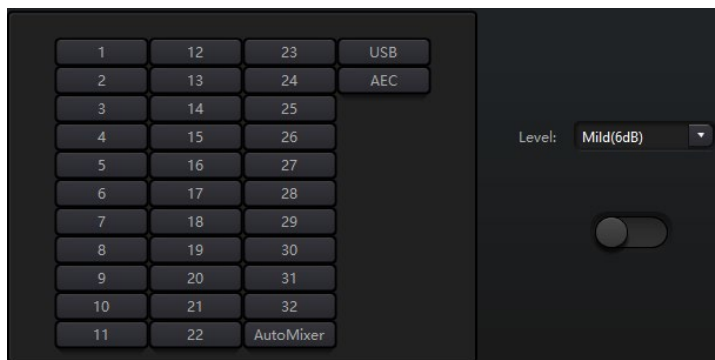 1 12 23 USB
2 13 24 AEC
3 14 25
4 15 26
Level: Mild(6dB)
5 16 27
6 17 28
7 18 29
8 19 30
9 20 31
10 21 32
11 22 AutoMixer